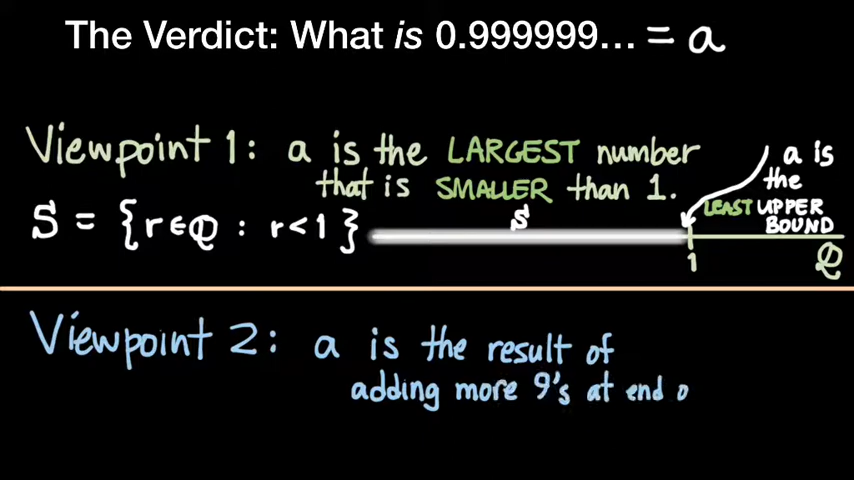 The Verdict: What is 0.999999... = a
Viewpoint 1: a is the LARGEST number
that is SMALLER than 1.
a is
the
LEAST UPPER
BOUND
S = {r∈ℚ : r<1}
S
1
ℚ
Viewpoint 2: a is the result of
adding more 9's at end o